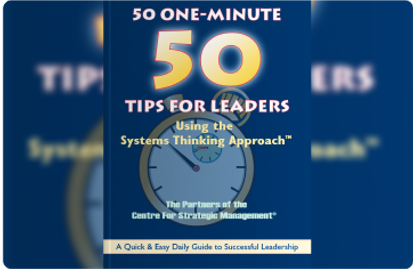 50 ONE-MINUTE
50
TIPS FOR LEADERS
Using the
Systems Thinking Approach™
The Partners of the
Centre For Strategic Management®
A Quick & Easy Daily Guide to Successful Leadership